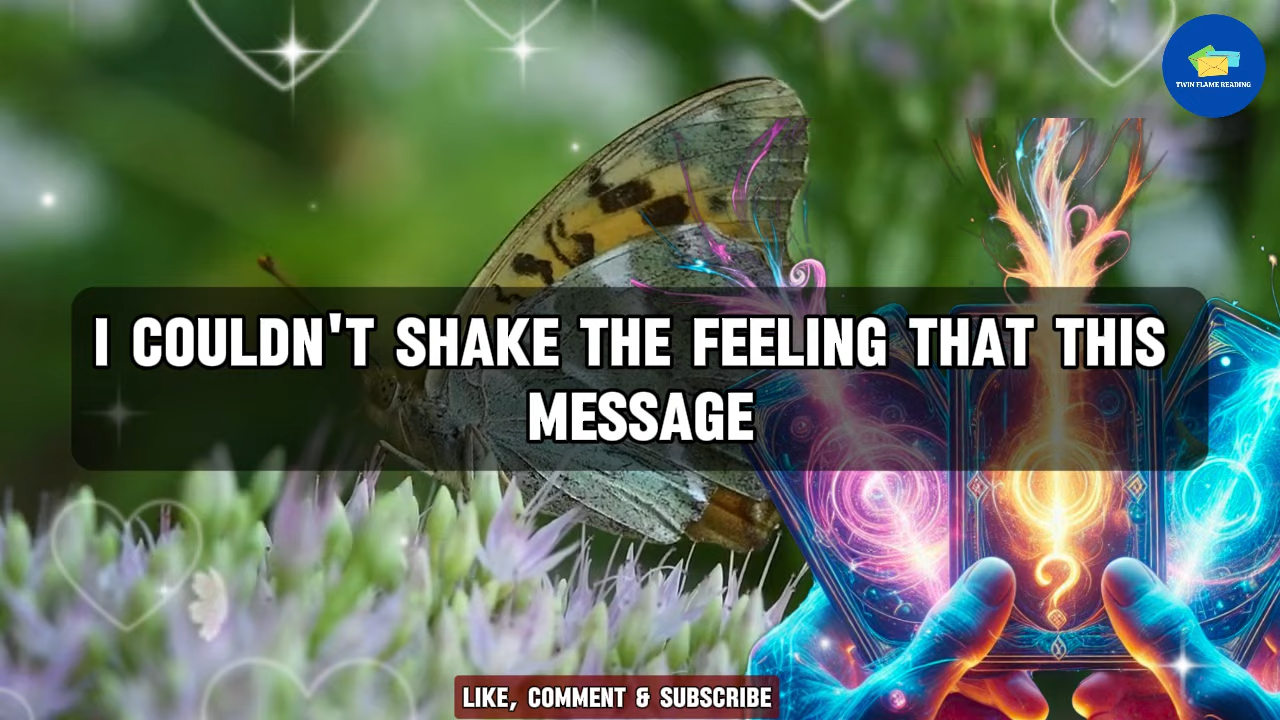 TWIN FLAME READING
I COULDN'T SHAKE THE FEELING THAT THIS
MESSAGE
LIKE, COMMENT & SUBSCRIBE